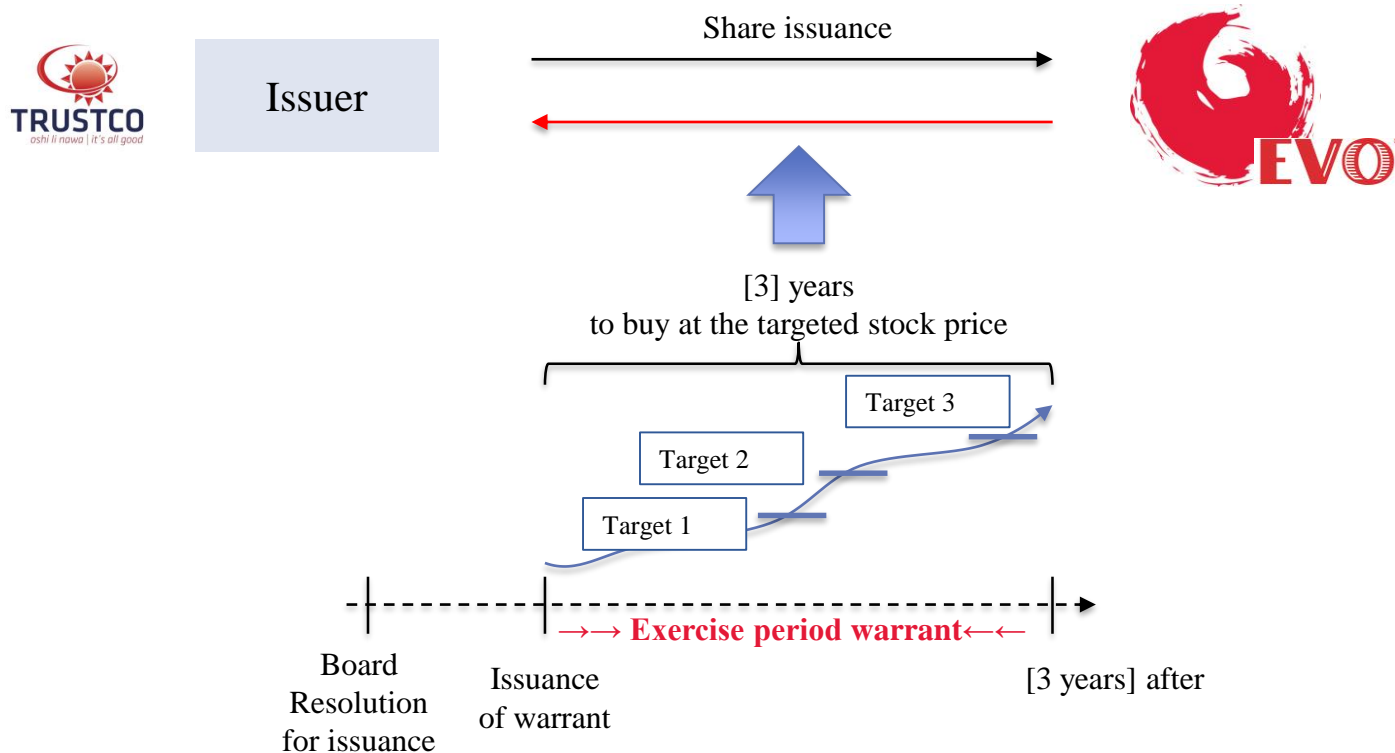 Share issuance
TRUSTCO
oshi li nawa | it's all good
Issuer
EVO
[3] years
to buy at the targeted stock price
Target 3
Target 2
Target 1
→→ Exercise period warrant←←
Board
Resolution
for issuance
Issuance
of warrant
[3 years] after